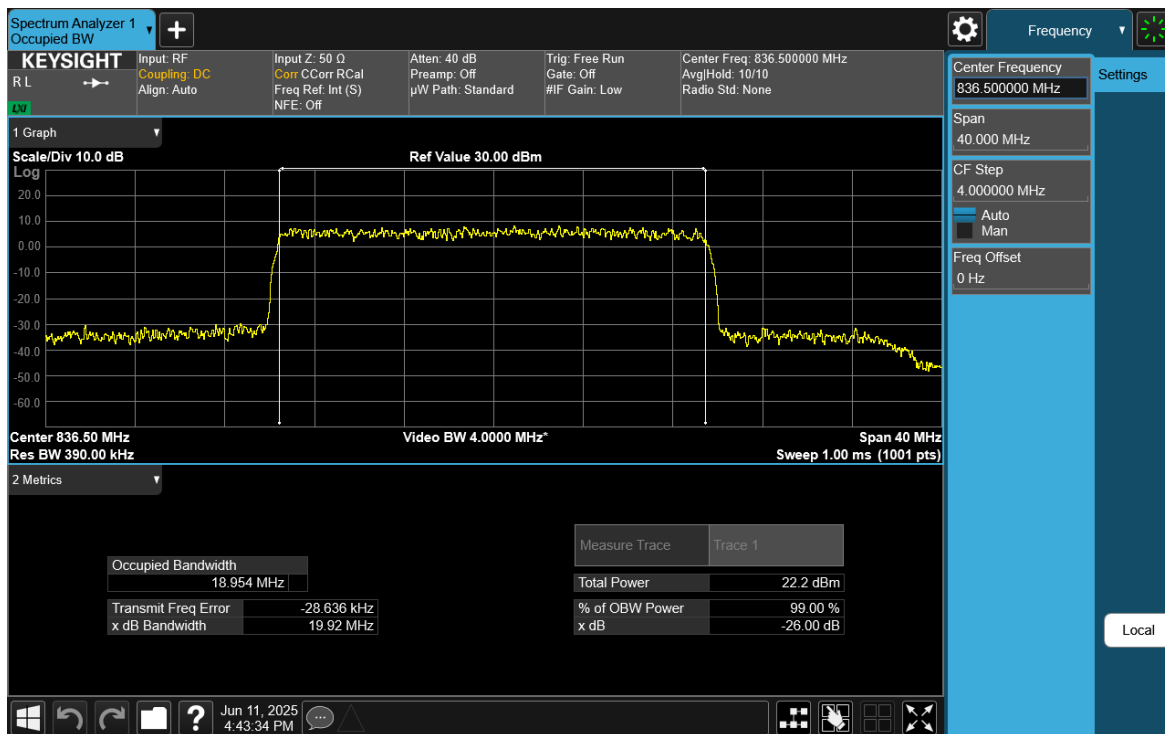 Spectrum Analyzer 1
Occupied BW
Frequency
KEYSIGHT
R L
LXI
Input: RF
Coupling: DC
Align: Auto
Input Z: 50 Ω
Corr CCorr RCal
Freq Ref: Int (S)
NFE: Off
Atten: 40 dB
Preamp: Off
µW Path: Standard
Trig: Free Run
Gate: Off
#IF Gain: Low
Center Freq: 836.500000 MHz
Avg|Hold: 10/10
Radio Std: None
Center Frequency
836.500000 MHz
Settings
Span
40.000 MHz
CF Step
4.000000 MHz
Auto
Man
Freq Offset
0 Hz
Local
1 Graph
Scale/Div 10.0 dB
Ref Value 30.00 dBm
Log
20.0
10.0
0.00
-10.0
-20.0
-30.0
-40.0
-50.0
-60.0
Center 836.50 MHz
Video BW 4.0000 MHz*
Span 40 MHz
Res BW 390.00 kHz
Sweep 1.00 ms (1001 pts)
2 Metrics
Measure Trace Trace 1
Occupied Bandwidth
18.954 MHz
Total Power 22.2 dBm
Transmit Freq Error -28.636 kHz
% of OBW Power 99.00 %
x dB Bandwidth 19.92 MHz
x dB -26.00 dB
?
Jun 11, 2025
4:43:34 PM